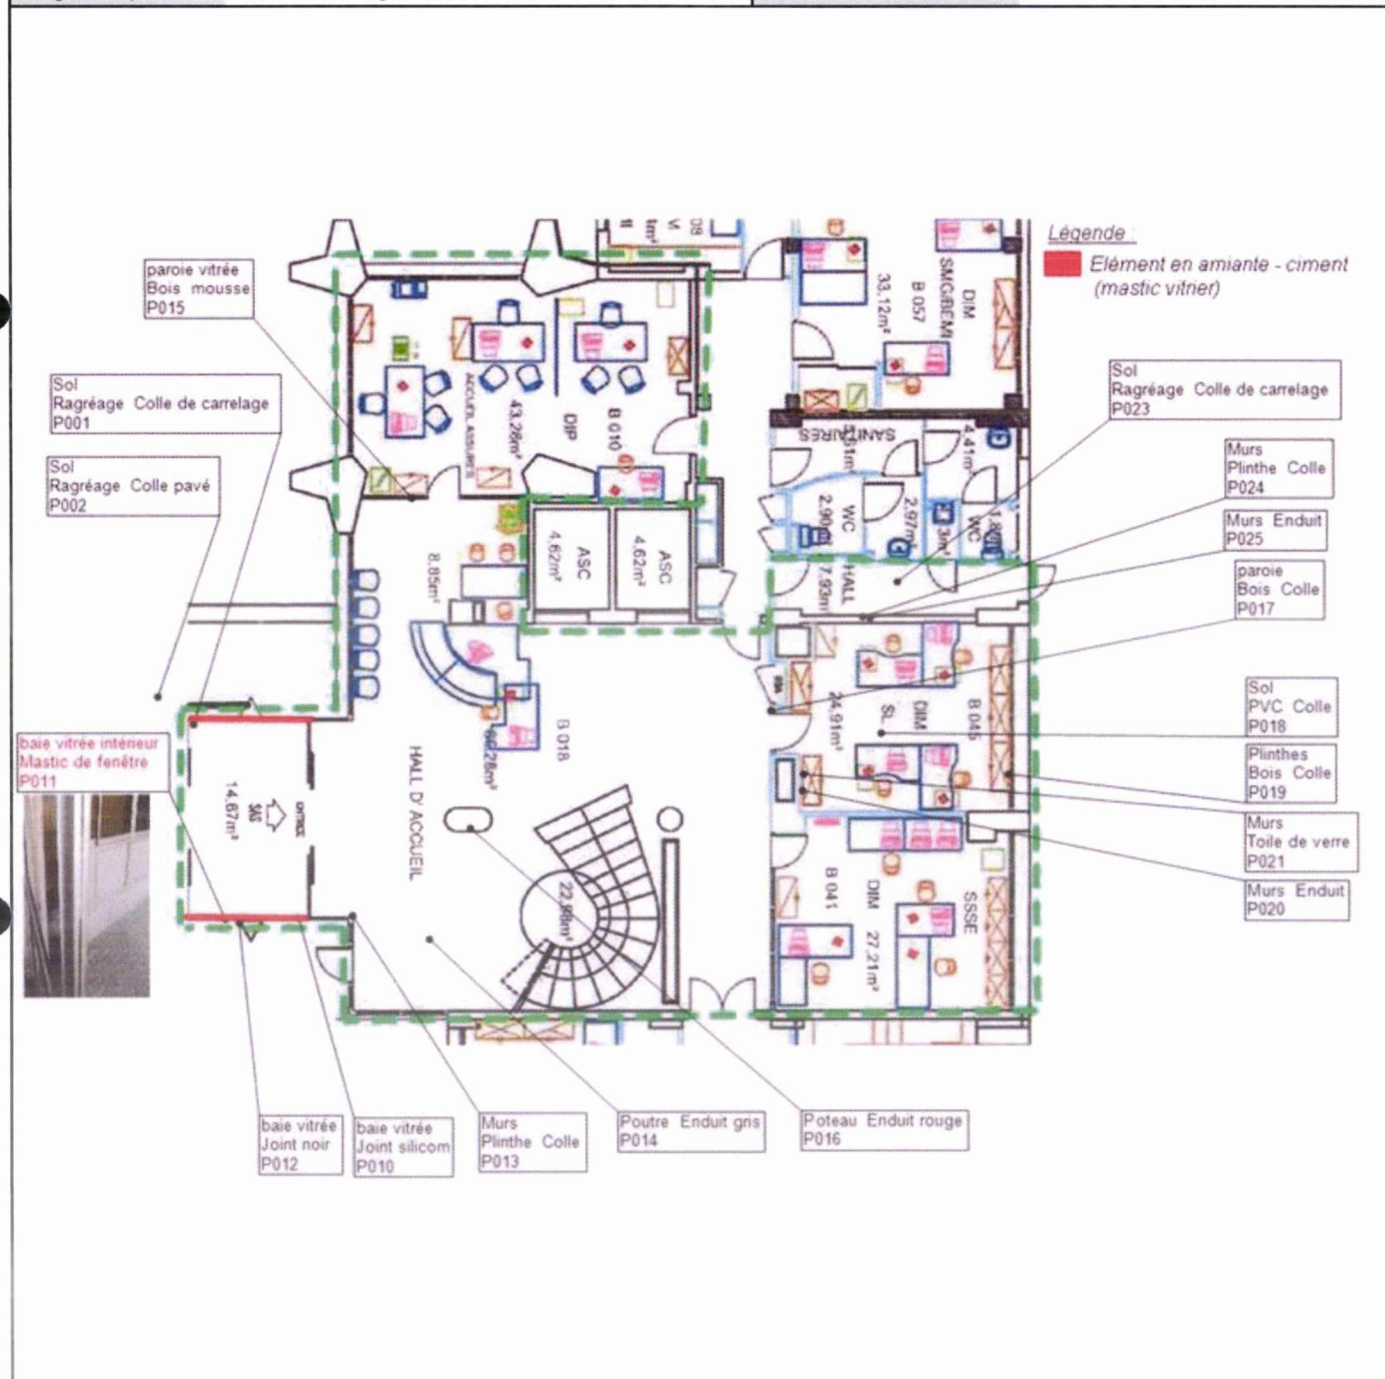 Légende :
Elément en amiante - ciment
(mastic vitrier)
paroie vitrée
Bois mousse
P015
Sol
Ragréage Colle de carrelage
P001
Sol
Ragréage Colle pavé
P002
baie vitrée intérieur
Mastic de fenêtre
P011
Sol
Ragréage Colle de carrelage
P023
Murs
Plinthe Colle
P024
Murs Enduit
P025
paroie
Bois Colle
P017
Sol
PVC Colle
P018
Plinthes
Bois Colle
P019
Murs
Toile de verre
P021
Murs Enduit
P020
baie vitrée
Joint noir
P012
baie vitrée
Joint silicom
P010
Murs
Plinthe Colle
P013
Poutre Enduit gris
P014
Poteau Enduit rouge
P016
ACCUEIL ASSURES
43,26m²
DIP
B 010
DIM
SMG/BEMI
B 057
33,12m²
SANITAIRES
4,41m²
WC
2,97m²
WC
HALL
7,93m²
ASC
4,62m²
ASC
4,62m²
8,85m²
B 018
HALL D' ACCUEIL
ENTREE
SAS
14,67m²
B 045
DIM
SL
24,91m²
SSSE
DIM 27,21m²
B 041